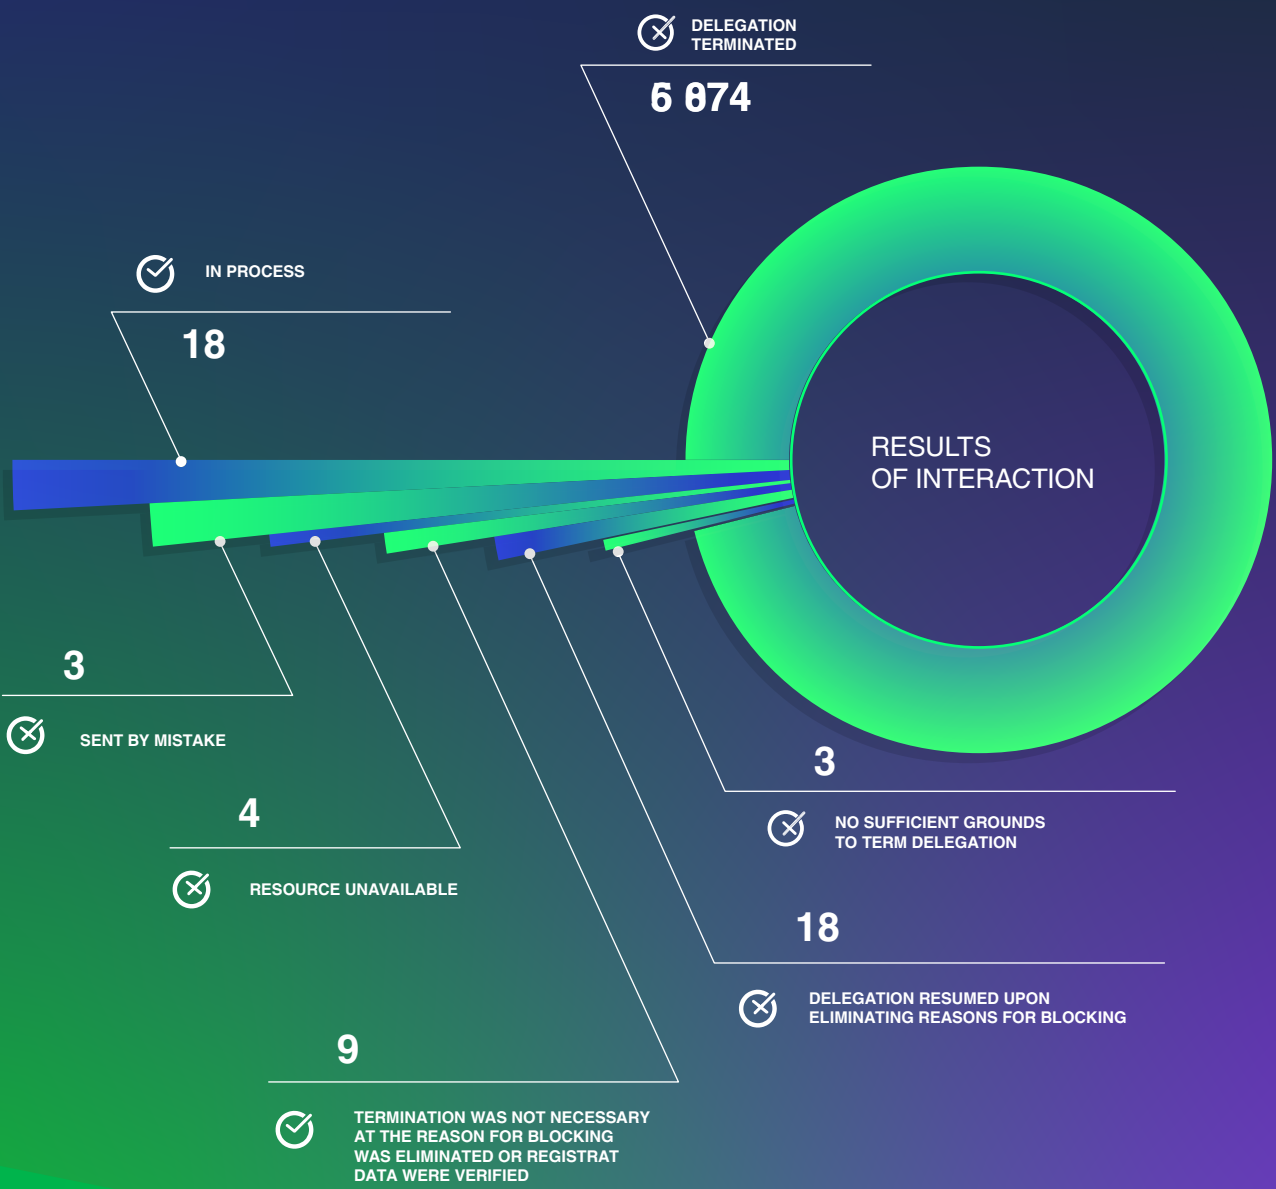 DELEGATION
TERMINATED
IN PROCESS
18
RESULTS
OF INTERACTION
3
SENT BY MISTAKE
4
RESOURCE UNAVAILABLE
3
NO SUFFICIENT GROUNDS
TO TERM DELEGATION
18
DELEGATION RESUMED UPON
ELIMINATING REASONS FOR BLOCKING
9
TERMINATION WAS NOT NECESSARY
AT THE REASON FOR BLOCKING
WAS ELIMINATED OR REGISTRAT
DATA WERE VERIFIED